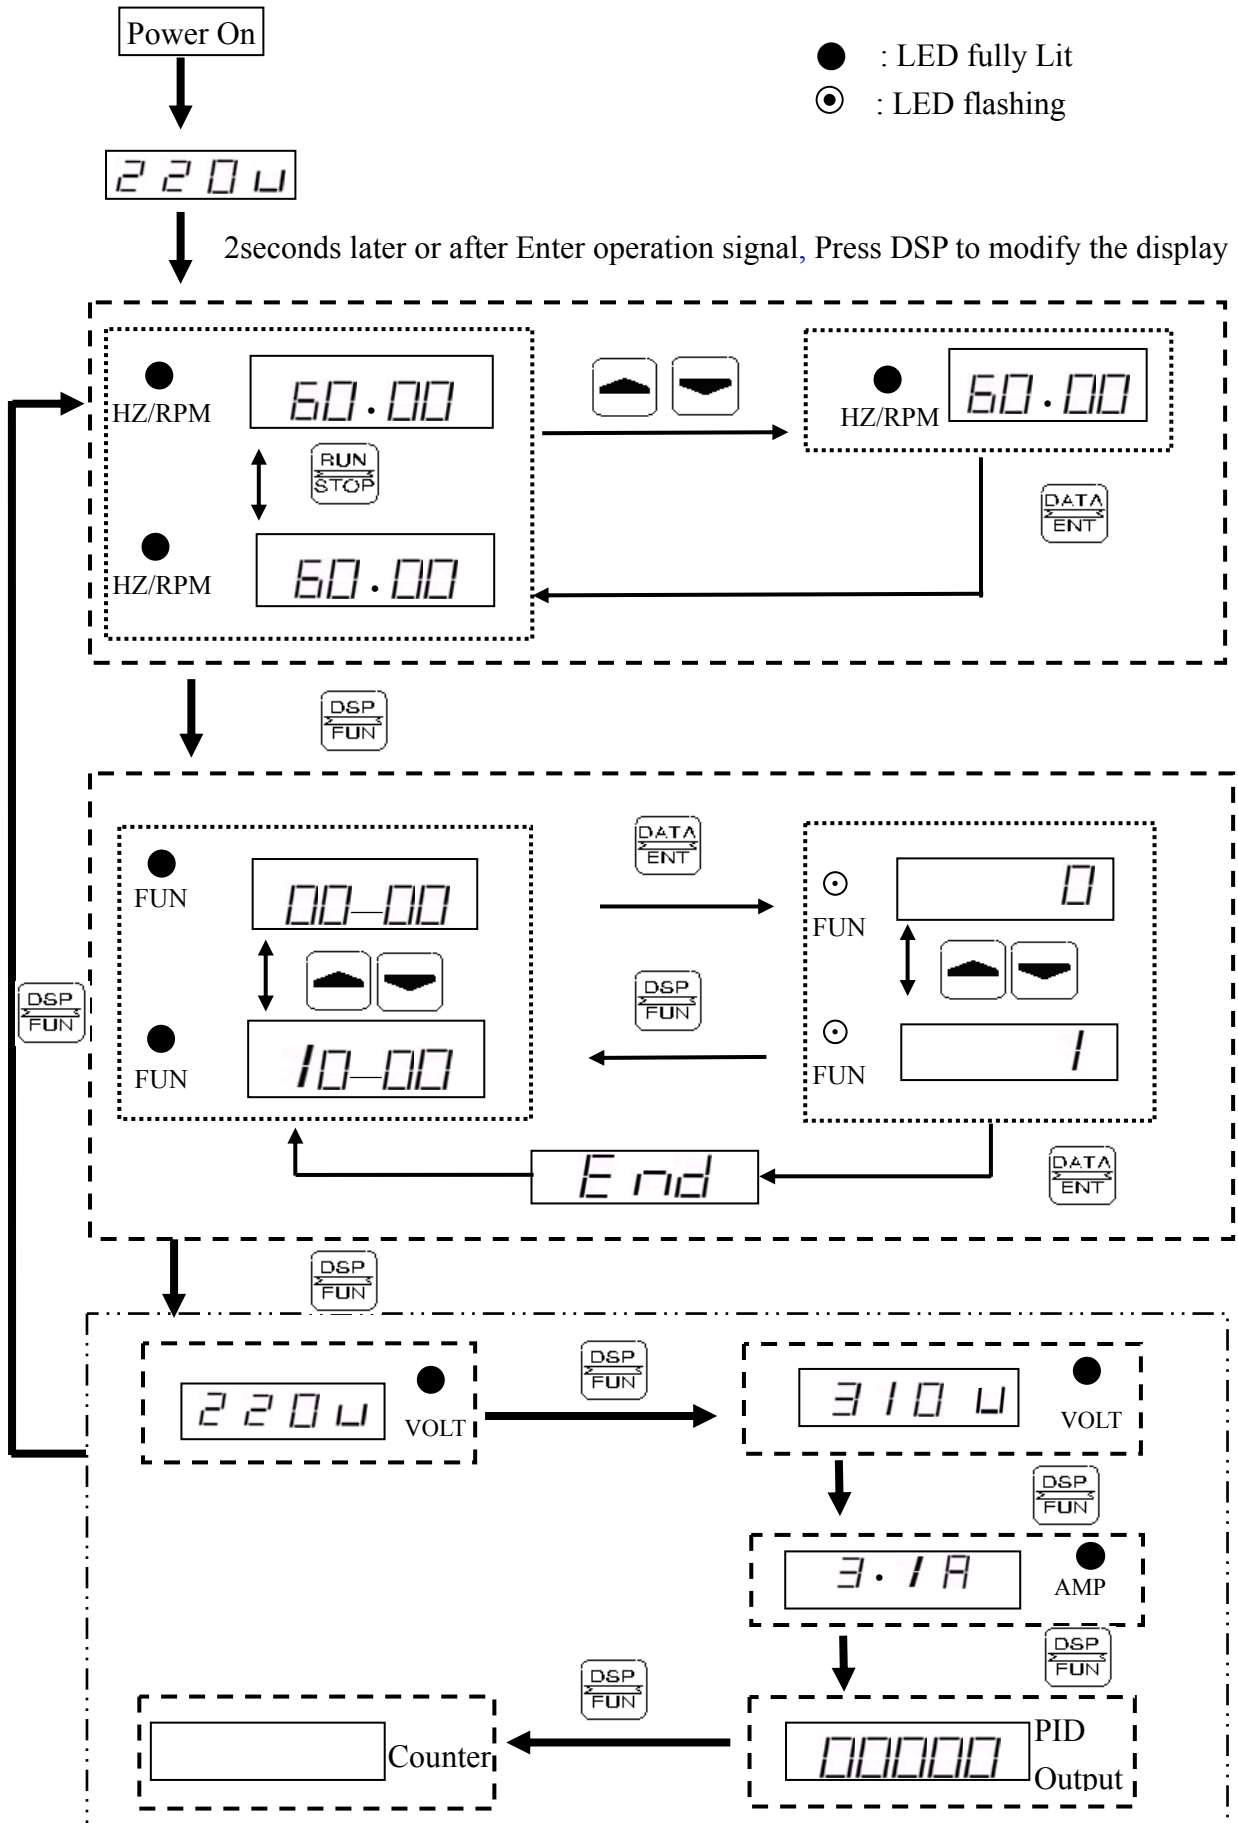 Power On
: LED fully Lit
: LED flashing
220u
2seconds later or after Enter operation signal, Press DSP to modify the display
HZ/RPM
60.00
HZ/RPM
60.00
RUN
STOP
DATA
ENT
HZ/RPM
60.00
DSP
FUN
FUN
00—00
DATA
ENT
FUN
0
DSP
FUN
DSP
FUN
FUN
10—00
FUN
1
End
DATA
ENT
DSP
FUN
220u
VOLT
DSP
FUN
310 u
VOLT
DSP
FUN
3.1A
AMP
DSP
FUN
DSP
FUN
Counter
00000
PID
Output